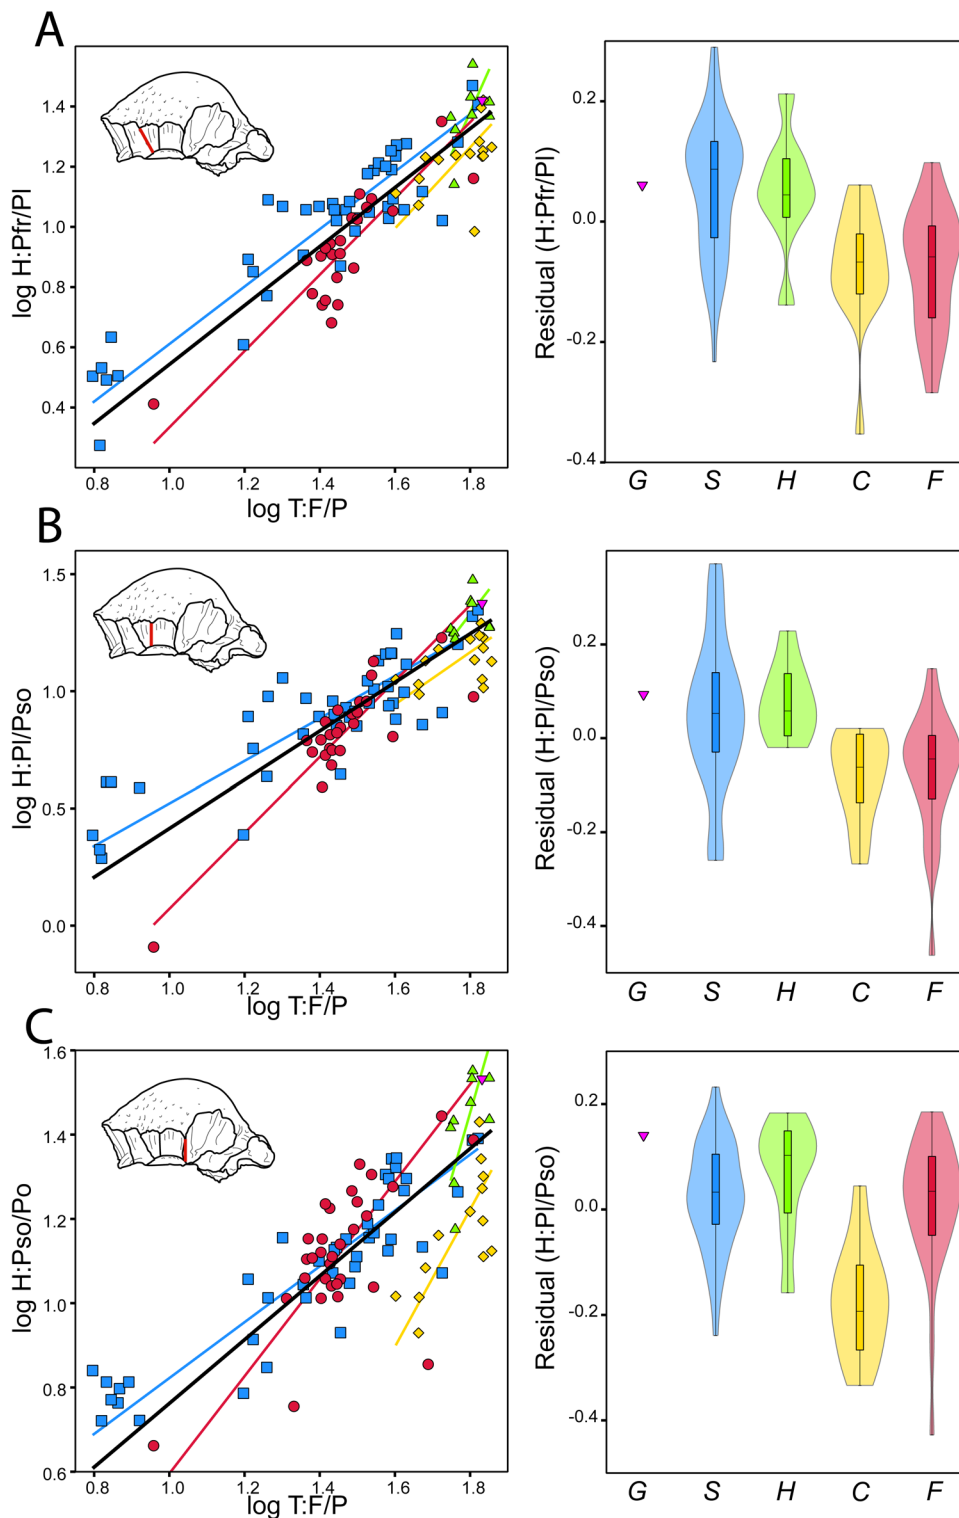 A
log H:Pfr/Pl
1.4
1.2
1.0
0.8
0.6
0.4
0.8 1.0 1.2 1.4 1.6 1.8
log T:F/P
Residual (H:Pfr/Pl)
0.2
0.0
-0.2
-0.4
G S H C F
B
log H:Pl/Pso
1.5
1.0
0.5
0.0
0.8 1.0 1.2 1.4 1.6 1.8
log T:F/P
Residual (H:Pl/Pso)
0.2
0.0
-0.2
-0.4
G S H C F
C
log H:Pso/Po
1.6
1.4
1.2
1.0
0.8
0.6
0.8 1.0 1.2 1.4 1.6 1.8
log T:F/P
Residual (H:Pl/Pso)
0.2
0.0
-0.2
-0.4
G S H C F